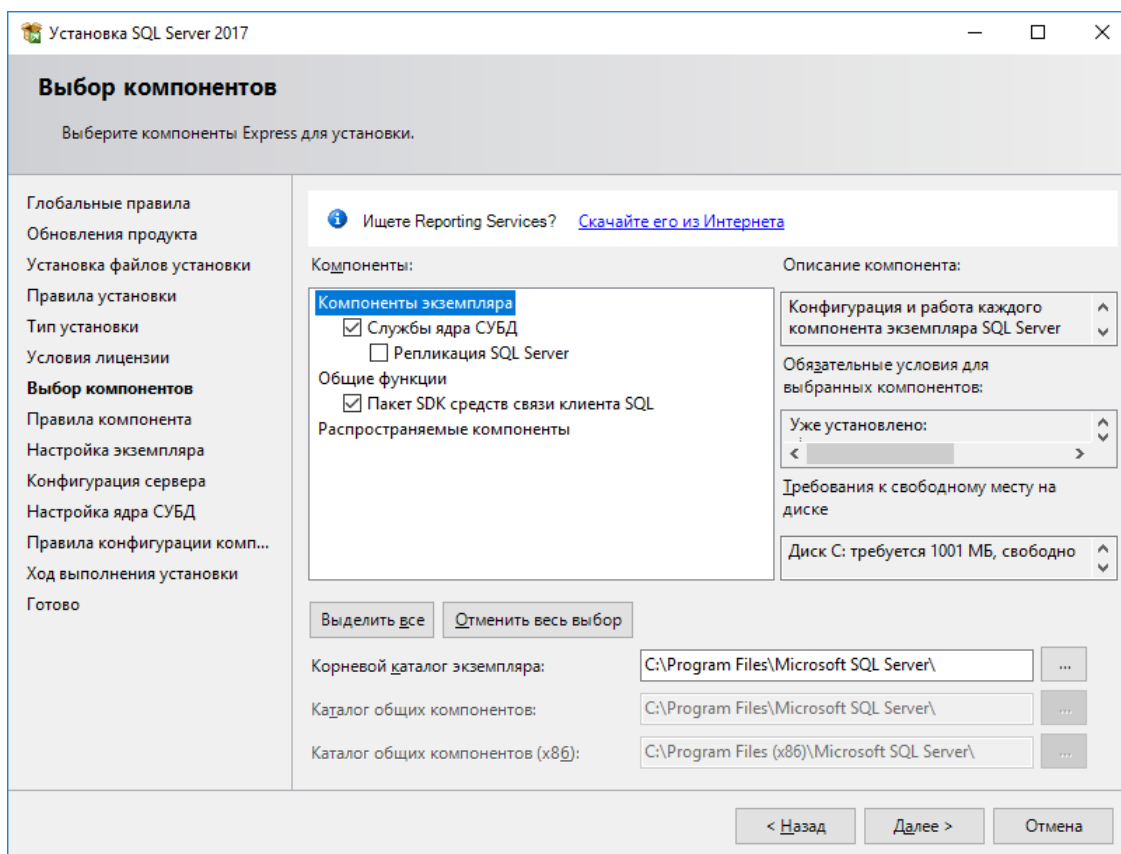 Установка SQL Server 2017
Выбор компонентов
Выберите компоненты Express для установки.
Глобальные правила
Обновления продукта
Установка файлов установки
Правила установки
Тип установки
Условия лицензии
Выбор компонентов
Правила компонента
Настройка экземпляра
Конфигурация сервера
Настройка ядра СУБД
Правила конфигурации комп...
Ход выполнения установки
Готово
Ищете Reporting Services? Скачайте его из Интернета
Компоненты:
Компоненты экземпляра
Службы ядра СУБД
Репликация SQL Server
Общие функции
Пакет SDK средств связи клиента SQL
Распространяемые компоненты
Описание компонента:
Конфигурация и работа каждого
компонента экземпляра SQL Server
Обязательные условия для
выбранных компонентов:
Уже установлено:
Требования к свободному месту на
диске
Диск C: требуется 1001 МБ, свободно
Выделить все
Отменить весь выбор
Корневой каталог экземпляра:
C:\Program Files\Microsoft SQL Server\
...
Каталог общих компонентов:
C:\Program Files\Microsoft SQL Server\
...
Каталог общих компонентов (x86):
C:\Program Files (x86)\Microsoft SQL Server\
...
< Назад
Далее >
Отмена